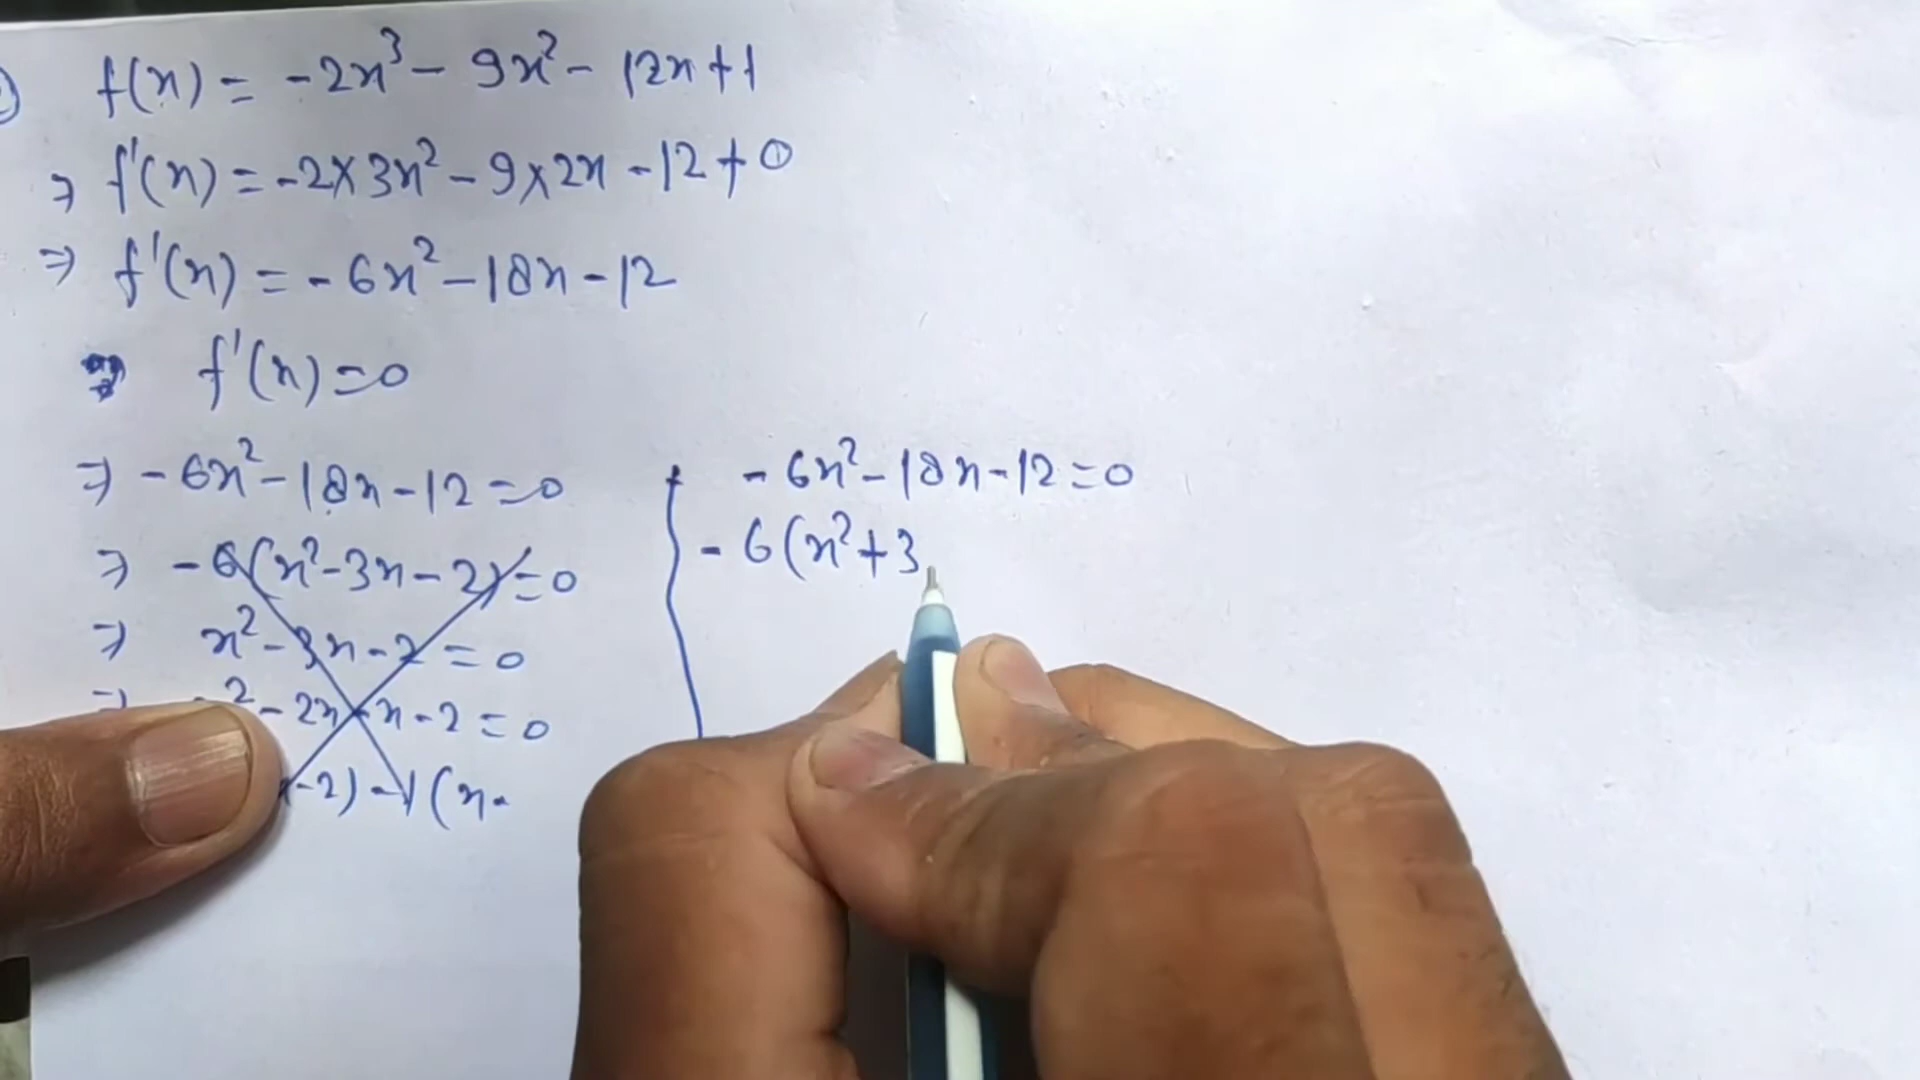 f(x) = -2x³ - 9x² - 12x + 1
⇒ f'(x) = -2×3x² - 9×2x - 12 + 0
⇒ f'(x) = -6x² - 18x - 12
⇒ f'(x) = 0
⇒ -6x² - 18x - 12 = 0
⇒ -6(x² - 3x - 2) = 0
⇒ x² - 3x - 2 = 0
² - 2x - x - 2 = 0
-2) - 1(x -
-6x² - 18x - 12 = 0
-6(x² + 3